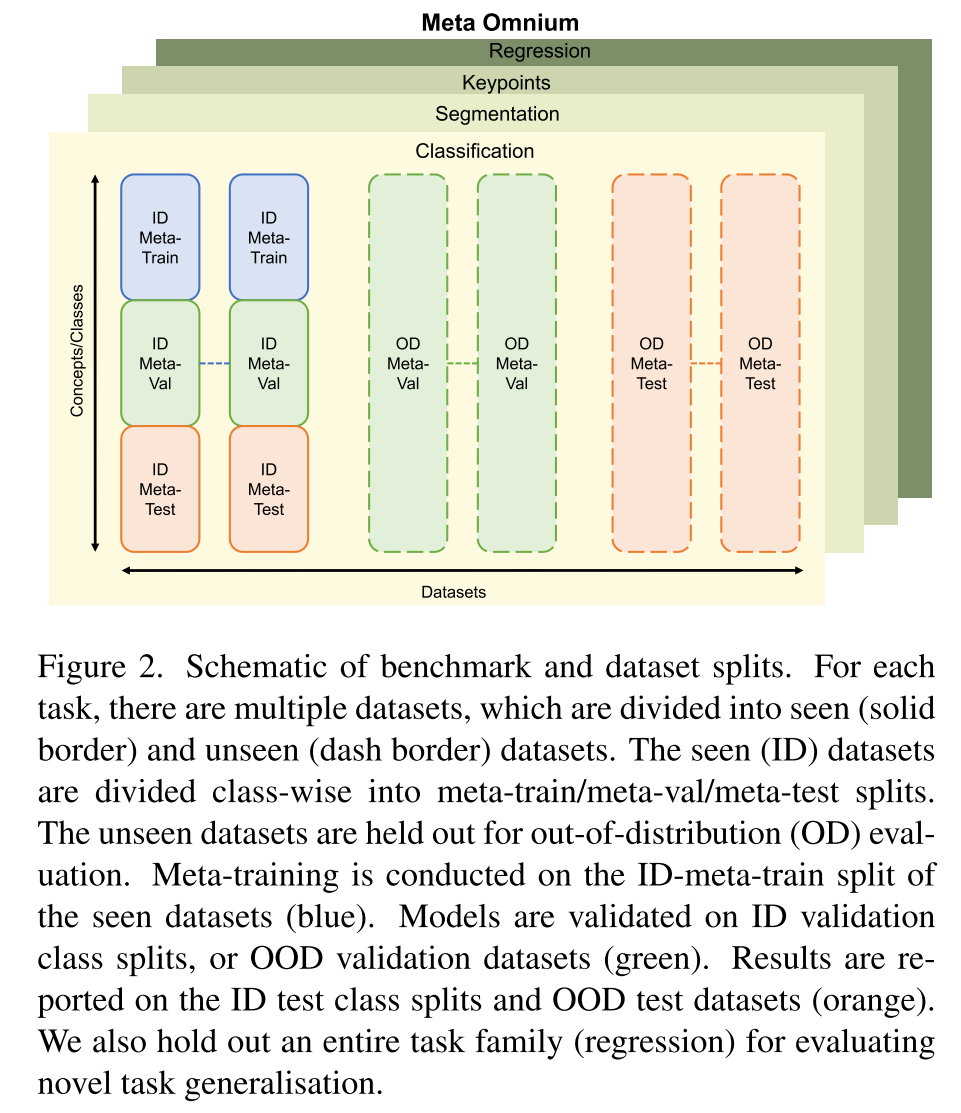 Meta Omnium
Regression
Keypoints
Segmentation
Classification
Concepts/Classes
ID
Meta-
Train
ID
Meta-
Train
ID
Meta-
Val
ID
Meta-
Val
ID
Meta-
Test
ID
Meta-
Test
OD
Meta-
Val
OD
Meta-
Val
OD
Meta-
Test
OD
Meta-
Test
Datasets
Figure 2. Schematic of benchmark and dataset splits. For each
task, there are multiple datasets, which are divided into seen (solid
border) and unseen (dash border) datasets. The seen (ID) datasets
are divided class-wise into meta-train/meta-val/meta-test splits.
The unseen datasets are held out for out-of-distribution (OD) eval-
uation. Meta-training is conducted on the ID-meta-train split of
the seen datasets (blue). Models are validated on ID validation
class splits, or OOD validation datasets (green). Results are re-
ported on the ID test class splits and OOD test datasets (orange).
We also hold out an entire task family (regression) for evaluating
novel task generalisation.